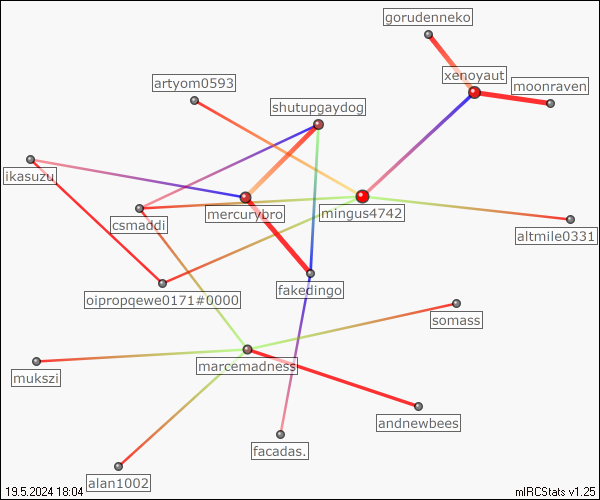 gorudenneko
xenoyaut
artyom0593
moonraven
shutupgaydog
ikasuzu
mercurybro
mingus4742
csmaddi
altmile0331
fakedingo
oipropqewe0171#0000
somass
marcemadness
mukszi
andnewbees
facadas.
alan1002
19.5.2024 18:04
mIRCStats v1.25